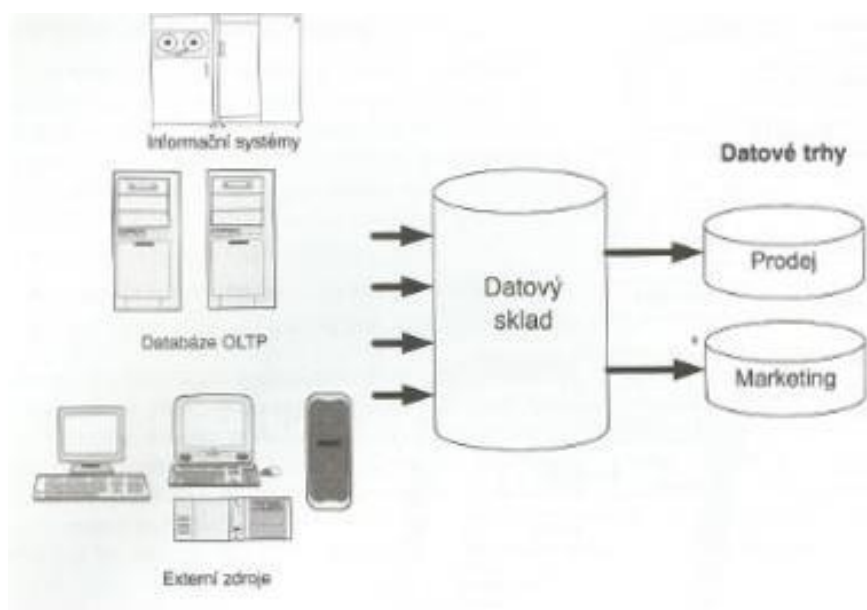 Informační systémy
Databáze OLTP
Externí zdroje
Datový
sklad
Datové trhy
Prodej
Marketing